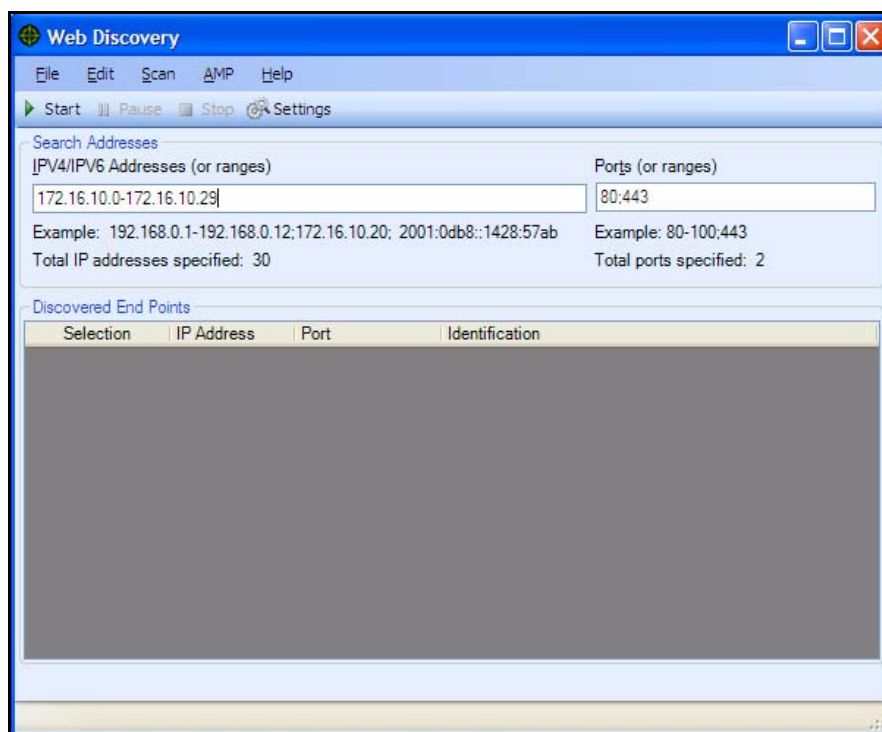 Web Discovery
File Edit Scan AMP Help
Start Pause Stop Settings
Search Addresses
IPV4/IPV6 Addresses (or ranges) Ports (or ranges)
172.16.10.0-172.16.10.29 80;443
Example: 192.168.0.1-192.168.0.12;172.16.10.20; 2001:0db8::1428:57ab Example: 80-100;443
Total IP addresses specified: 30 Total ports specified: 2
Discovered End Points
Selection IP Address Port Identification